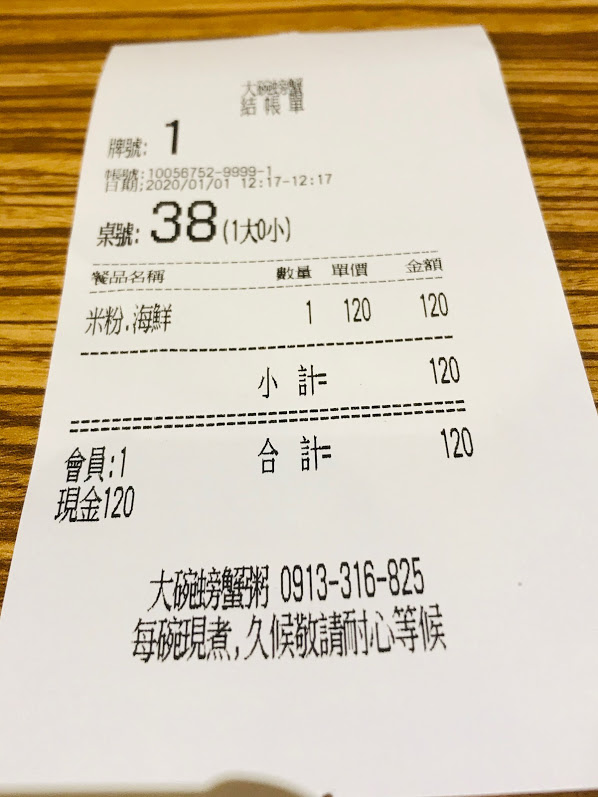 大碗螃蟹
結帳單
牌號: 1
帳號:10056752-9999-1
日期:2020/01/01 12:17-12:17
桌號:38(1大0小)
餐品名稱 數量 單價 金額
米粉.海鮮 1 120 120
小 計= 120
會員:1 合 計= 120
現金120
大碗螃蟹粥 0913-316-825
每碗現煮,久候敬請耐心等候